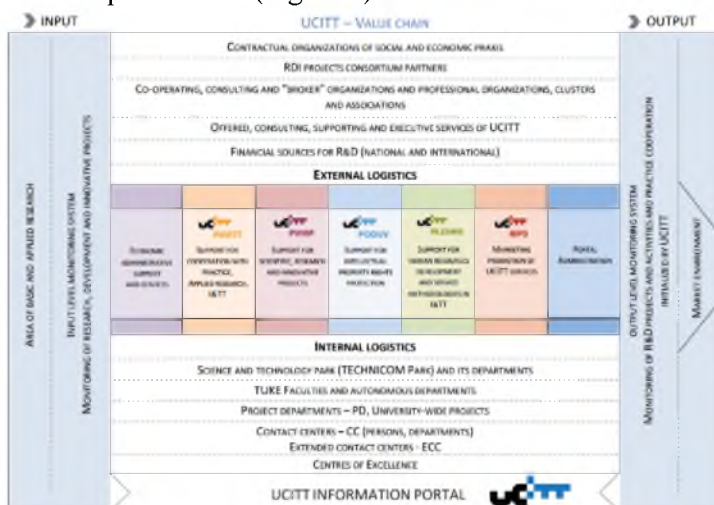 INPUT
UCITT – VALUE CHAIN
OUTPUT
CONTRACTUAL ORGANIZATIONS OF SOCIAL AND ECONOMIC PRAXIS
RDI PROJECTS CONSORTIUM PARTNERS
CO-OPERATING, CONSULTING AND "BROKER" ORGANIZATIONS AND PROFESSIONAL ORGANIZATIONS, CLUSTERS
AND ASSOCIATIONS
OFFERED, CONSULTING, SUPPORTING AND EXECUTIVE SERVICES OF UCITT
FINANCIAL SOURCES FOR R&D (NATIONAL AND INTERNATIONAL)
EXTERNAL LOGISTICS
AREA OF BASIC AND APPLIED RESEARCH
INPUT LEVEL MONITORING SYSTEM
MONITORING OF RESEARCH, DEVELOPMENT AND INNOVATIVE PROJECTS
ECONOMIC
ADMINISTRATIVE
SUPPORT
AND SERVICES
UCITT
SUPPORT FOR
COOPERATION WITH
PRACTICE,
APPLIED RESEARCH,
UCITT
SUPPORT FOR
SCIENTIFIC, RESEARCH
AND INNOVATIVE
PROJECTS
UCITT
PODUV
SUPPORT FOR
INTELLECTUAL
PROPERTY RIGHTS
PROTECTION
UCITT
SUPPORT FOR
HUMAN RESOURCES
DEVELOPMENT
AND SERVICE
UCITT
MARKETING
PROMOTION OF
UCITT SERVICES
PORTAL
ADMINISTRATION
OUTPUT LEVEL MONITORING SYSTEM
MONITORING OF R&D PROJECTS AND ACTIVITIES AND PRACTICE COOPERATION
INITIALIZED BY UCITT
MARKET ENVIRONMENT
INTERNAL LOGISTICS
SCIENCE AND TECHNOLOGY PARK (TECHNICOM PARK) AND ITS DEPARTMENTS
TUKE FACULTIES AND AUTONOMOUS DEPARTMENTS
PROJECT DEPARTMENTS – PD, UNIVERSITY-WIDE PROJECTS
CONTACT CENTERS – CC (PERSONS, DEPARTMENTS)
EXTENDED CONTACT CENTERS - ECC
CENTRES OF EXCELLENCE
UCITT INFORMATION PORTAL
UCITT